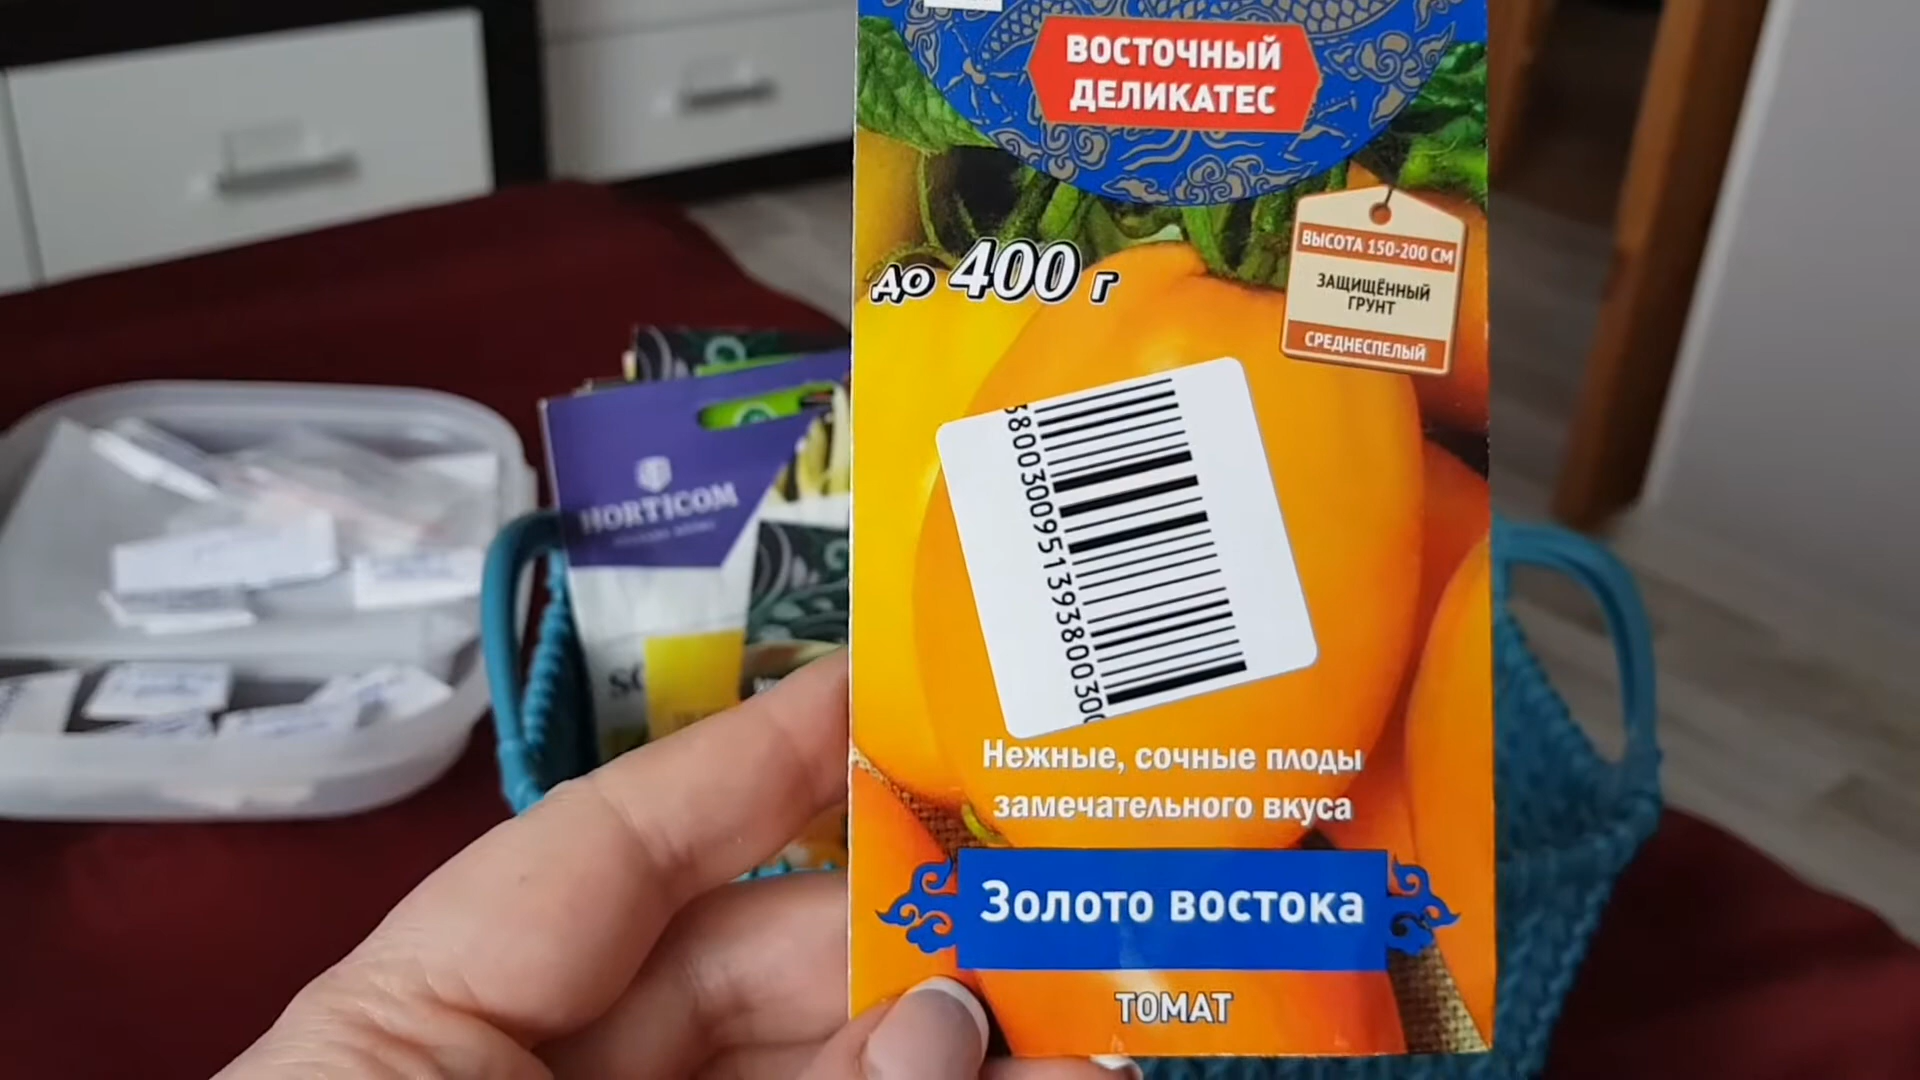 ВОСТОЧНЫЙ
ДЕЛИКАТЕС
ВЫСОТА 150-200 СМ
ЗАЩИЩЁННЫЙ
ГРУНТ
СРЕДНЕСПЕЛЫЙ
до 400 г
Нежные, сочные плоды
замечательного вкуса
Золото востока
ТОМАТ
HORTICOM